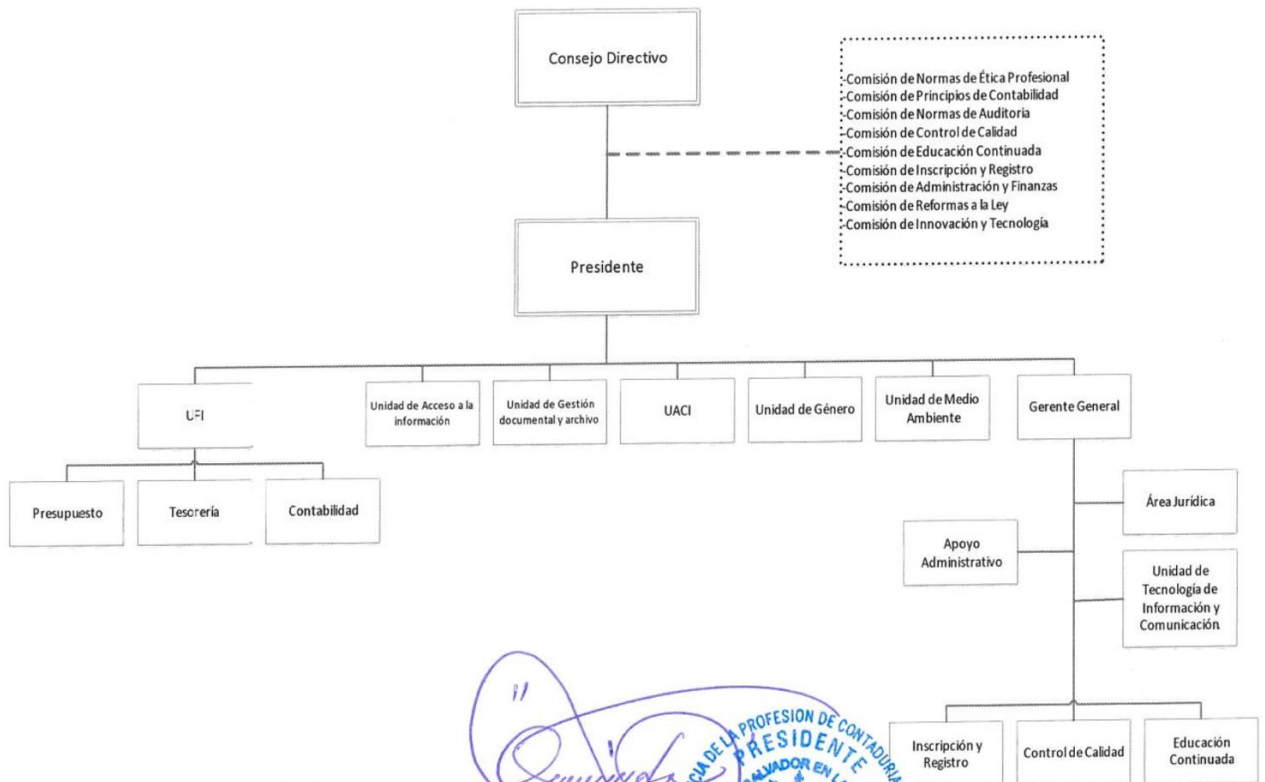 Consejo Directivo
-Comisión de Normas de Ética Profesional
-Comisión de Principios de Contabilidad
-Comisión de Normas de Auditoria
-Comisión de Control de Calidad
-Comisión de Educación Continuada
-Comisión de Inscripción y Registro
-Comisión de Administración y Finanzas
-Comisión de Reformas a la Ley
-Comisión de Innovación y Tecnología
Presidente
UFI
Unidad de Acceso a la
información
Unidad de Gestión
documental y archivo
UACI
Unidad de Género
Unidad de Medio
Ambiente
Gerente General
Presupuesto
Tesorería
Contabilidad
Área Jurídica
Apoyo
Administrativo
Unidad de
Tecnología de
Información y
Comunicación.
Inscripción y
Registro
Control de Calidad
Educación
Continuada
LA PROFESION DE CONTADURIA
PRESIDENTE
SALVADOR EN